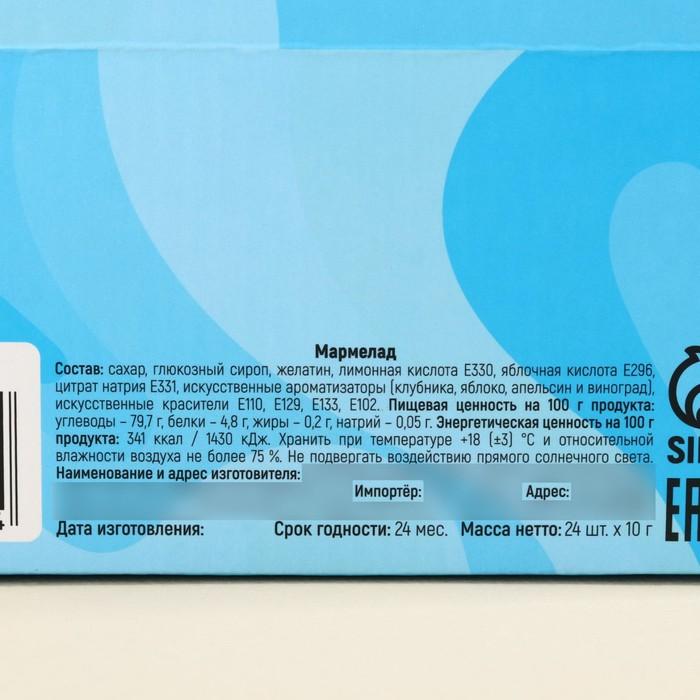 Мармелад
Состав: сахар, глюкозный сироп, желатин, лимонная кислота Е330, яблочная кислота Е296,
цитрат натрия Е331, искусственные ароматизаторы (клубника, яблоко, апельсин и виноград),
искусственные красители Е110, Е129, Е133, Е102. Пищевая ценность на 100 г продукта:
углеводы – 79,7 г, белки – 4,8 г, жиры – 0,2 г, натрий – 0,05 г. Энергетическая ценность на 100 г
продукта: 341 ккал / 1430 кДж. Хранить при температуре +18 (±3) °С и относительной
влажности воздуха не более 75 %. Не подвергать воздействию прямого солнечного света.
Наименование и адрес изготовителя:
Импортёр: Адрес:
Дата изготовления: Срок годности: 24 мес. Масса нетто: 24 шт. х 10 г